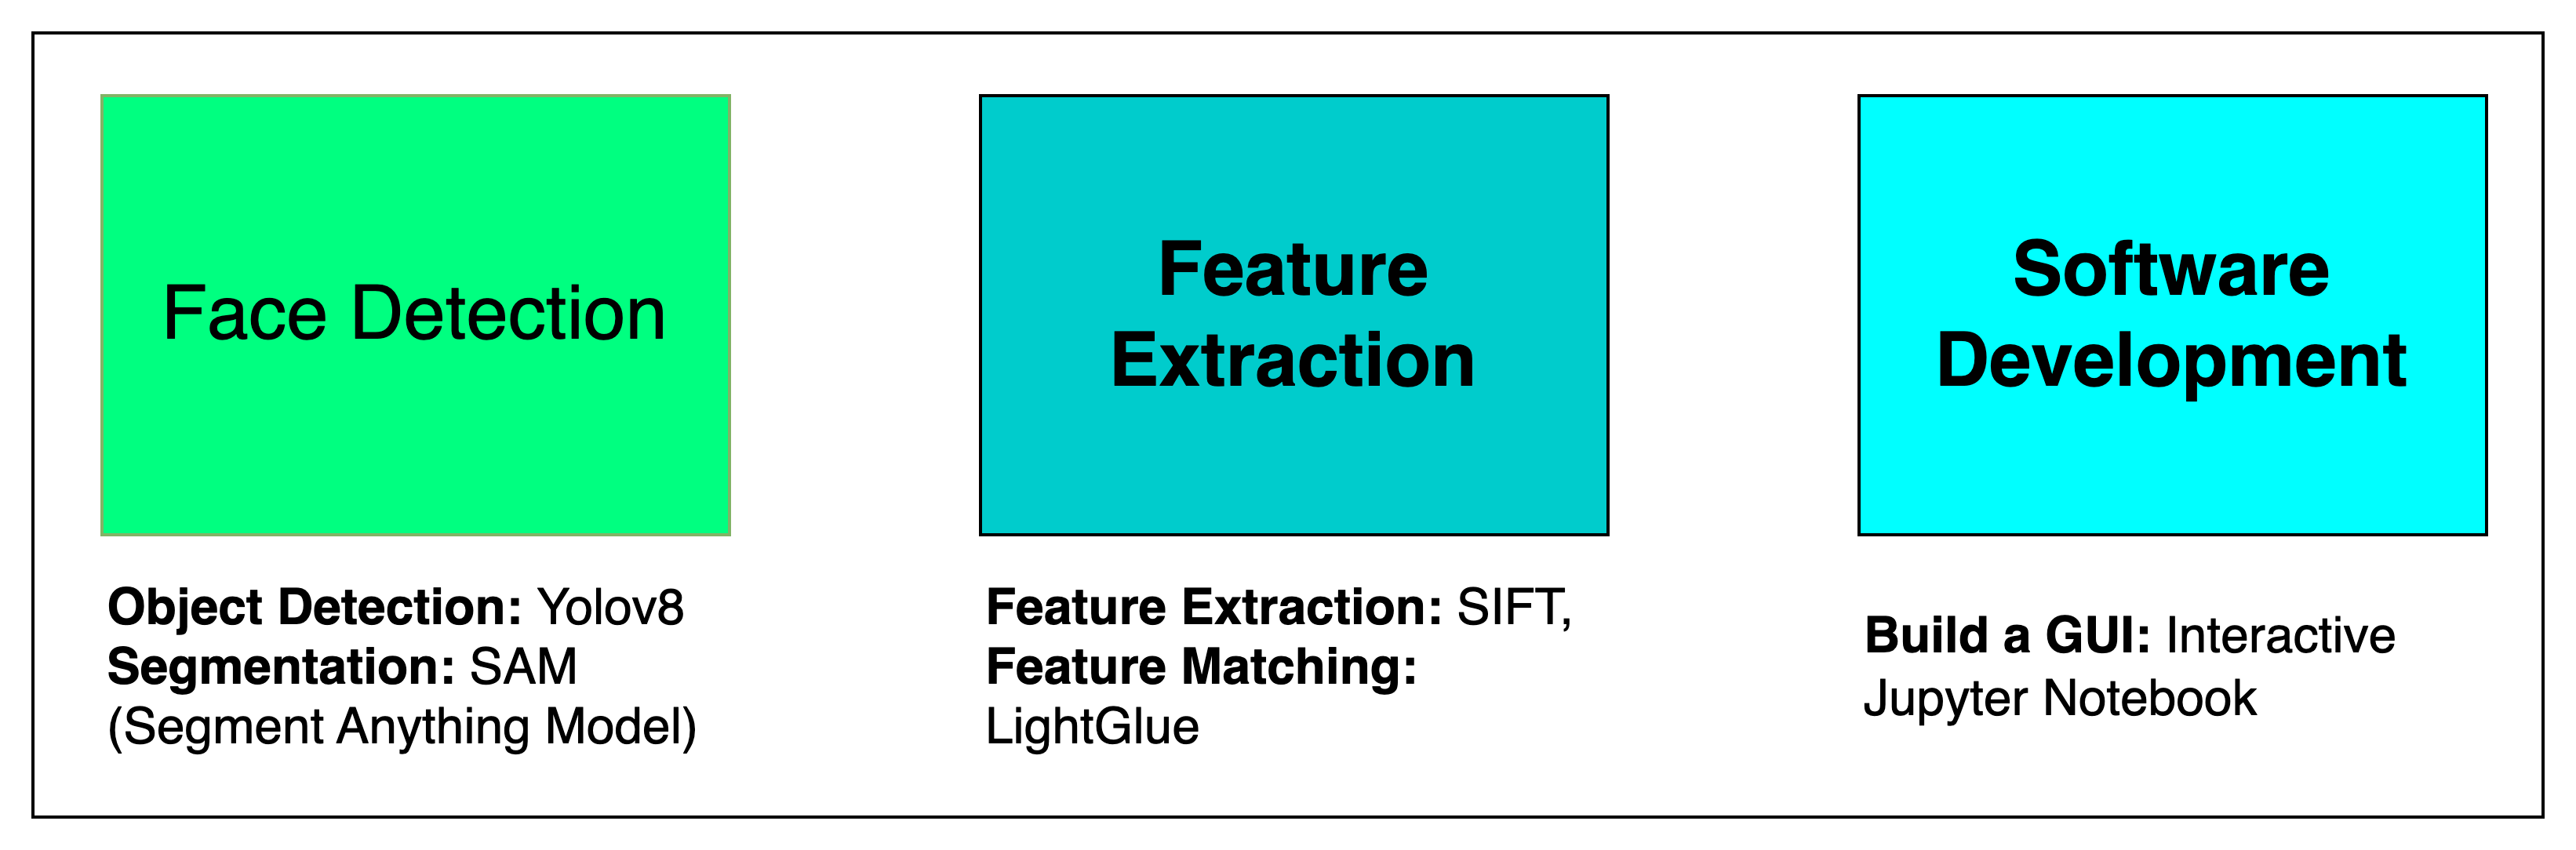 Face Detection
Feature
Extraction
Software
Development
Object Detection: Yolov8
Segmentation: SAM
(Segment Anything Model)
Feature Extraction: SIFT,
Feature Matching:
LightGlue
Build a GUI: Interactive
Jupyter Notebook